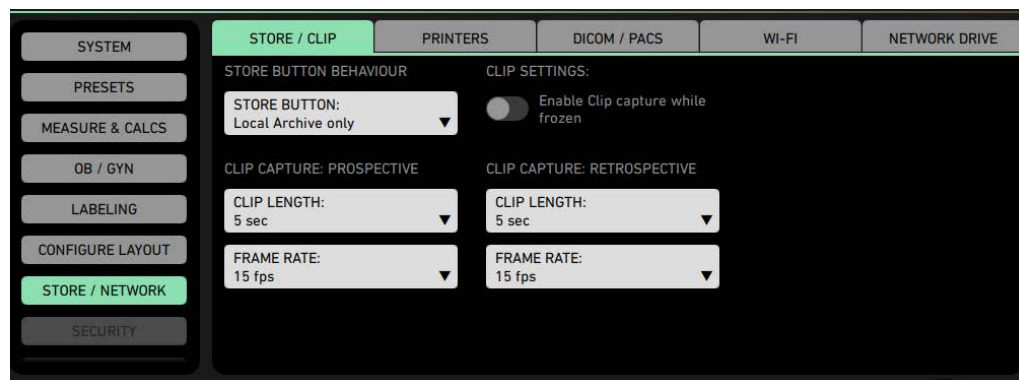 SYSTEM
PRESETS
MEASURE & CALCS
OB / GYN
LABELING
CONFIGURE LAYOUT
STORE / NETWORK
SECURITY
STORE / CLIP
PRINTERS
DICOM / PACS
WI-FI
NETWORK DRIVE
STORE BUTTON BEHAVIOUR
STORE BUTTON:
Local Archive only
CLIP SETTINGS:
Enable Clip capture while
frozen
CLIP CAPTURE: PROSPECTIVE
CLIP LENGTH:
5 sec
FRAME RATE:
15 fps
CLIP CAPTURE: RETROSPECTIVE
CLIP LENGTH:
5 sec
FRAME RATE:
15 fps